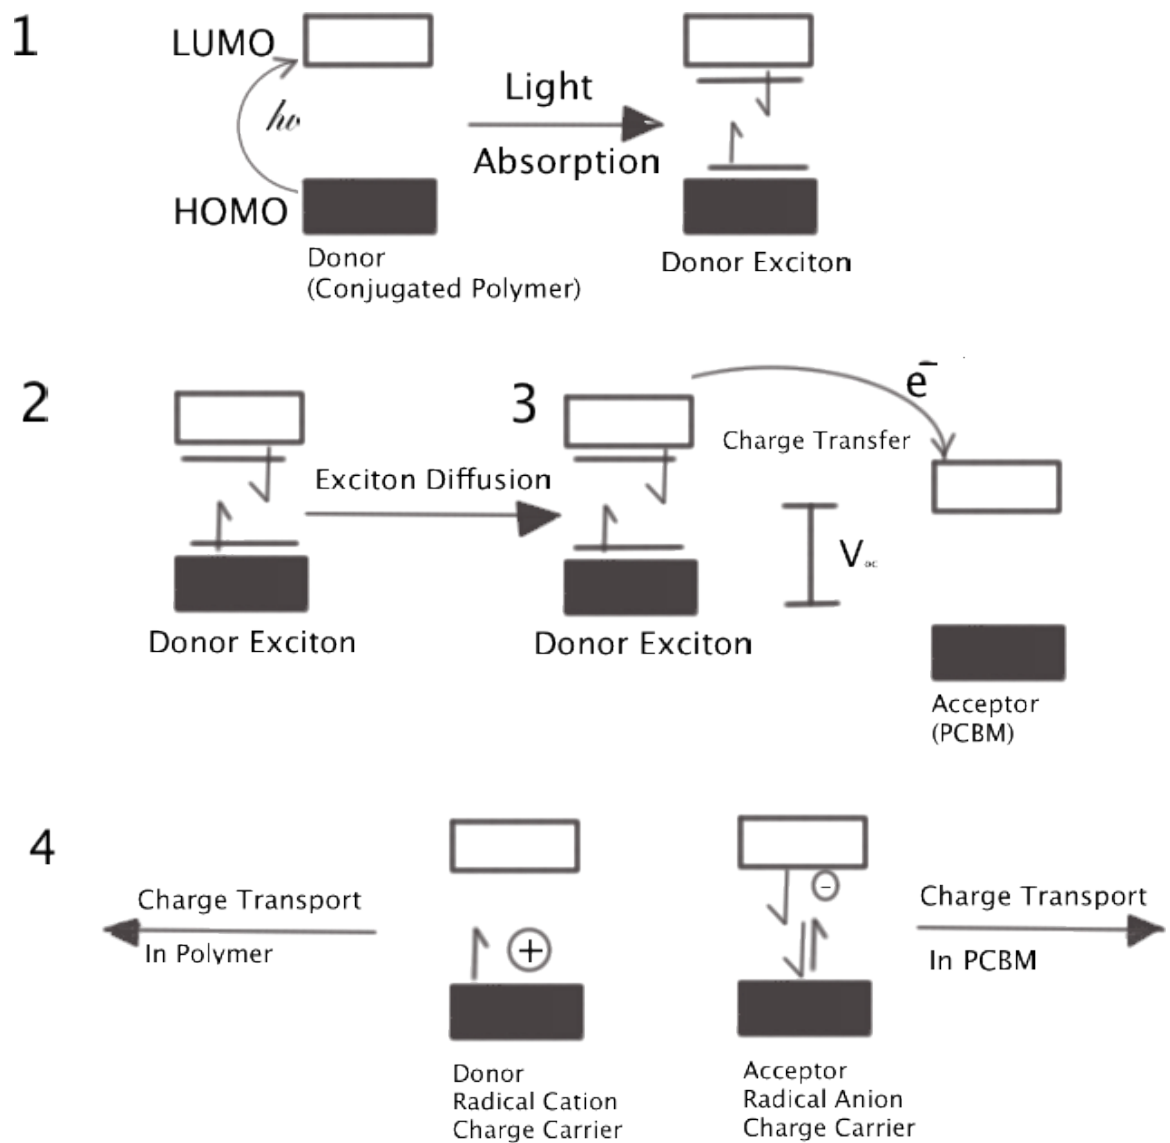 1
LUMO
hν
HOMO
Donor
(Conjugated Polymer)
Light
Absorption
Donor Exciton
2
Exciton Diffusion
Donor Exciton
3
e-
Charge Transfer
Voc
Donor Exciton
Acceptor
(PCBM)
4
Charge Transport
In Polymer
+
Donor
Radical Cation
Charge Carrier
-
Acceptor
Radical Anion
Charge Carrier
Charge Transport
In PCBM